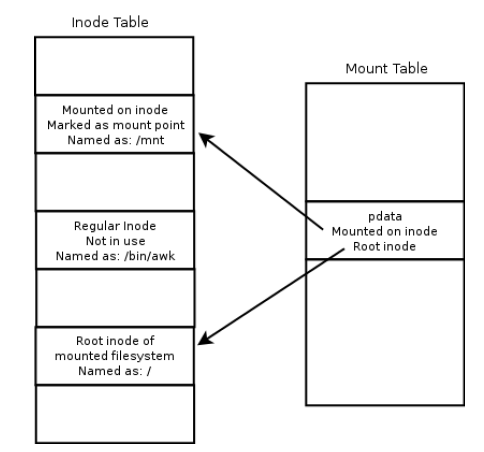 Inode Table
Mounted on inode
Marked as mount point
Named as: /mnt
Regular Inode
Not in use
Named as: /bin/awk
Root inode of
mounted filesystem
Named as: /
Mount Table
pdata
Mounted on inode
Root inode